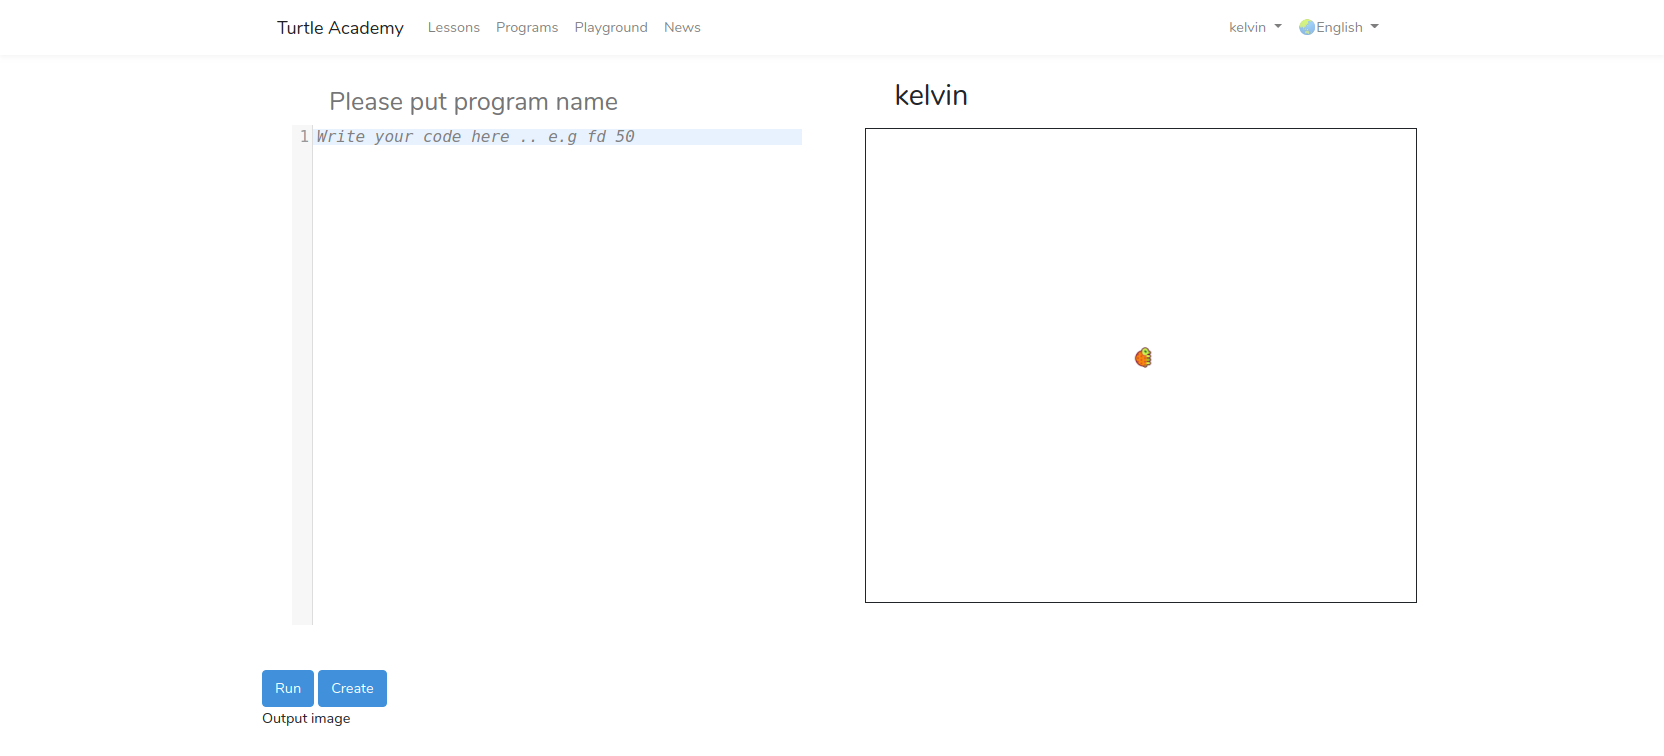 Turtle Academy Lessons Programs Playground News kelvin English
Please put program name
1 Write your code here .. e.g fd 50
kelvin
Run Create
Output image